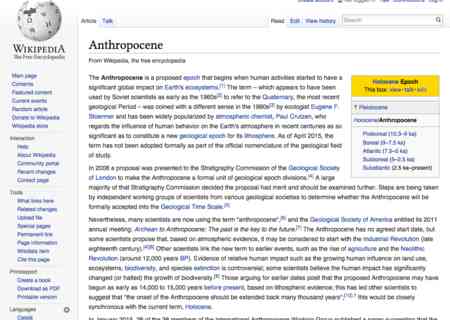 WIKIPEDIA
The Free Encyclopedia
Main page
Contents
Featured content
Current events
Random article
Donate to Wikipedia
Wikipedia store
Interaction
Help
About Wikipedia
Community portal
Recent changes
Contact page
Tools
What links here
Related changes
Upload file
Special pages
Permanent link
Page information
Wikidata item
Cite this page
Print/export
Create a book
Download as PDF
Printable version
Languages
Article Talk
Read Edit View history
Search
Anthropocene
From Wikipedia, the free encyclopedia
The Anthropocene is a proposed epoch that begins when human activities started to have a
significant global impact on Earth's ecosystems.[1] The term – which appears to have been
used by Soviet scientists as early as the 1960s[2] to refer to the Quaternary, the most recent
geological Period – was coined with a different sense in the 1980s[3] by ecologist Eugene F.
Stoermer and has been widely popularized by atmospheric chemist, Paul Crutzen, who
regards the influence of human behavior on the Earth's atmosphere in recent centuries as so
significant as to constitute a new geological epoch for its lithosphere. As of April 2015, the
term has not been adopted formally as part of the official nomenclature of the geological field
of study.
In 2008 a proposal was presented to the Stratigraphy Commission of the Geological Society
of London to make the Anthropocene a formal unit of geological epoch divisions.[4] A large
majority of that Stratigraphy Commission decided the proposal had merit and should be examined further. Steps are being taken
by independent working groups of scientists from various geological societies to determine whether the Anthropocene will be
formally accepted into the Geological Time Scale.[5]
Nevertheless, many scientists are now using the term "anthropocene",[6] and the Geological Society of America entitled its 2011
annual meeting: Archean to Anthropocene: The past is the key to the future.[7] The Anthropocene has no agreed start date, but
some scientists propose that, based on atmospheric evidence, it may be considered to start with the Industrial Revolution (late
eighteenth century).[4][8] Other scientists link the new term to earlier events, such as the rise of agriculture and the Neolithic
Revolution (around 12,000 years BP). Evidence of relative human impact such as the growing human influence on land use,
ecosystems, biodiversity, and species extinction is controversial; some scientists believe the human impact has significantly
changed (or halted) the growth of biodiversity.[9] Those arguing for earlier dates posit that the proposed Anthropocene may have
begun as early as 14,000 to 15,000 years before present, based on lithospheric evidence; this has led other scientists to
suggest that "the onset of the Anthropocene should be extended back many thousand years";[10]:1 this would be closely
synonymous with the current term, Holocene.
Holocene Epoch
This box: view • talk • edit
↑ Pleistocene
Holocene/Anthropocene
Preboreal (10.3–9 ka)
Boreal (9–7.5 ka)
Atlantic (7.5–5 ka)
Subboreal (5–2.5 ka)
Subatlantic (2.5 ka–present)